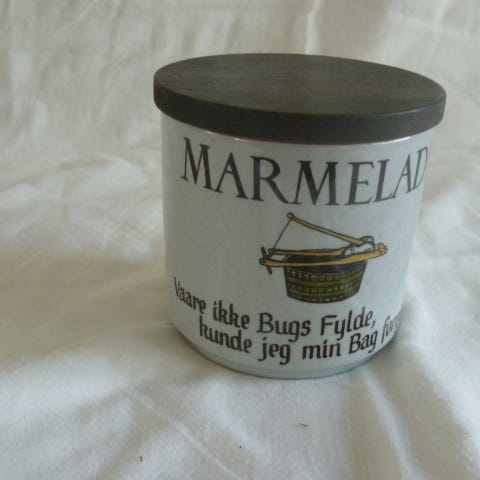 MARMELAD
Vaare ikke Bugs Fylde,
kunde jeg min Bag